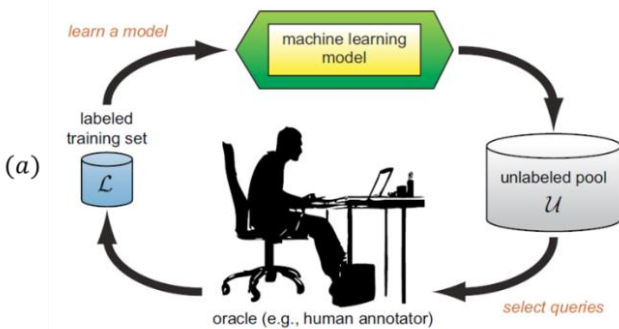 learn a model
machine learning
model
labeled
training set
(a)
ℒ
unlabeled pool
𝒰
select queries
oracle (e.g., human annotator)